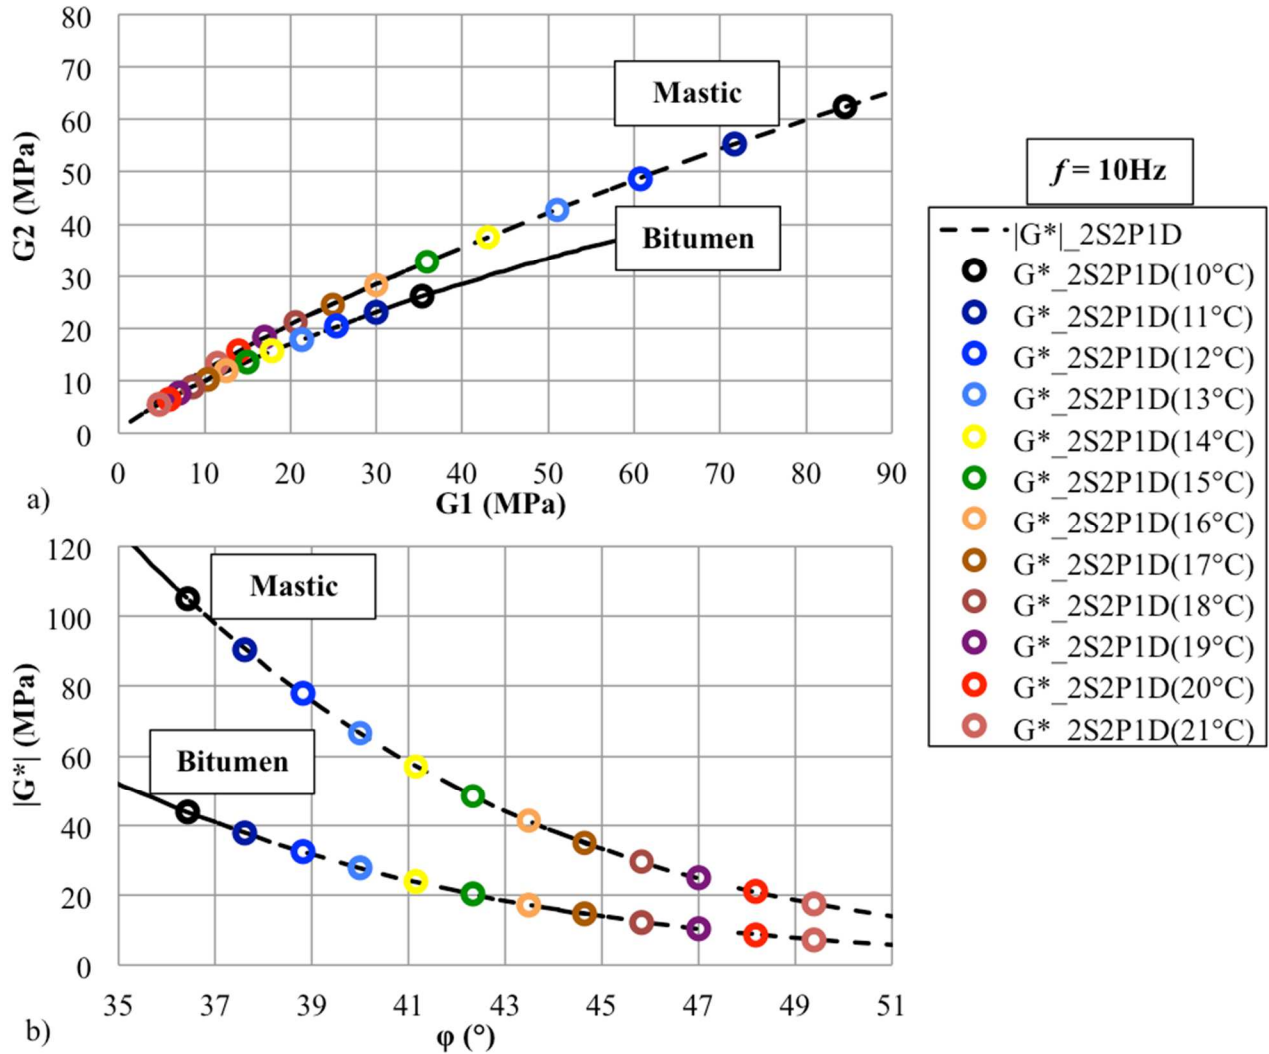 80
70
60
50
40
30
20
10
0
G2 (MPa)
Mastic
Bitumen
0 10 20 30 40 50 60 70 80 90
G1 (MPa)
a)
120
100
80
60
40
20
0
|G*| (MPa)
Mastic
Bitumen
35 37 39 41 43 45 47 49 51
φ (°)
b)
f = 10Hz
|G*|_2S2P1D
G*_2S2P1D(10°C)
G*_2S2P1D(11°C)
G*_2S2P1D(12°C)
G*_2S2P1D(13°C)
G*_2S2P1D(14°C)
G*_2S2P1D(15°C)
G*_2S2P1D(16°C)
G*_2S2P1D(17°C)
G*_2S2P1D(18°C)
G*_2S2P1D(19°C)
G*_2S2P1D(20°C)
G*_2S2P1D(21°C)